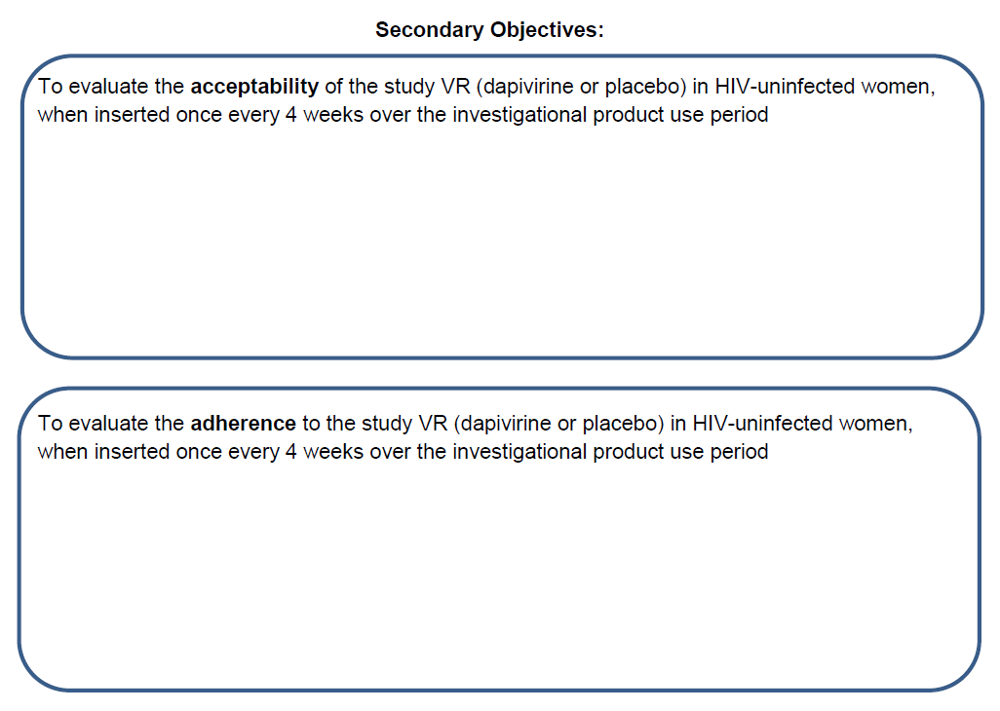 Secondary Objectives:
To evaluate the acceptability of the study VR (dapivirine or placebo) in HIV-uninfected women,
when inserted once every 4 weeks over the investigational product use period
To evaluate the adherence to the study VR (dapivirine or placebo) in HIV-uninfected women,
when inserted once every 4 weeks over the investigational product use period